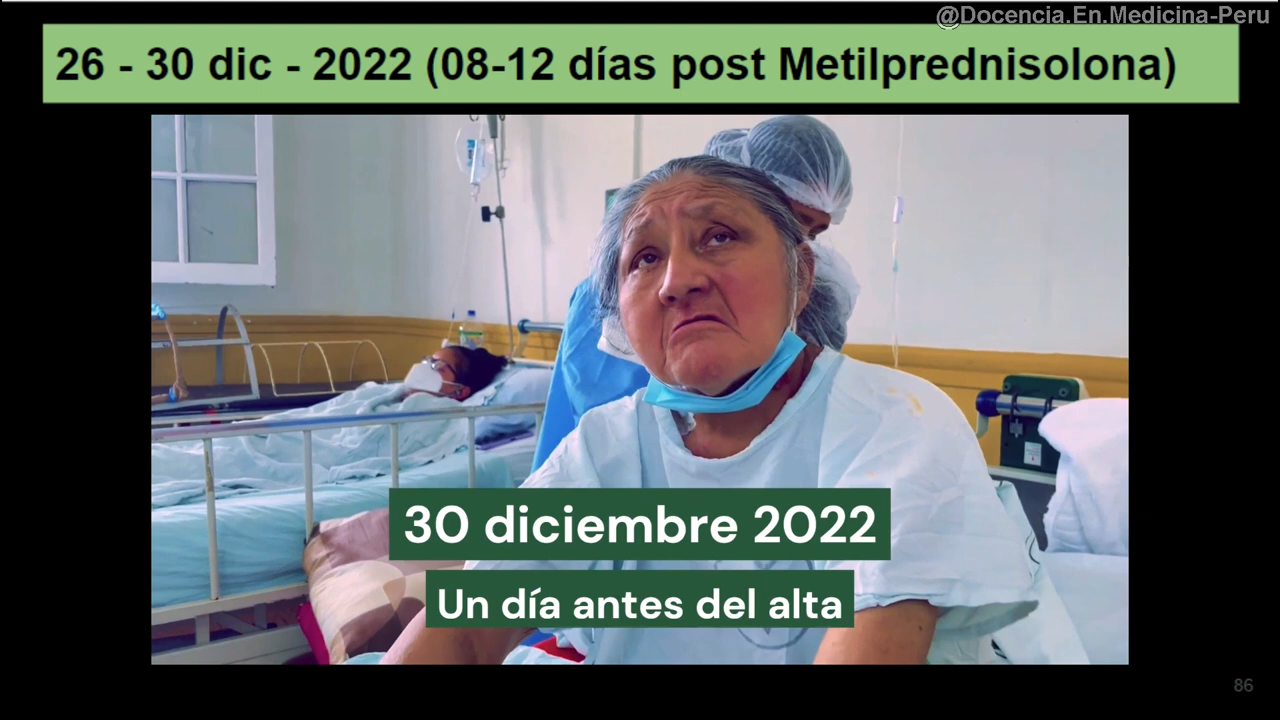 @Docencia.En.Medicina-Peru
26 - 30 dic - 2022 (08-12 días post Metilprednisolona)
30 diciembre 2022
Un día antes del alta
86